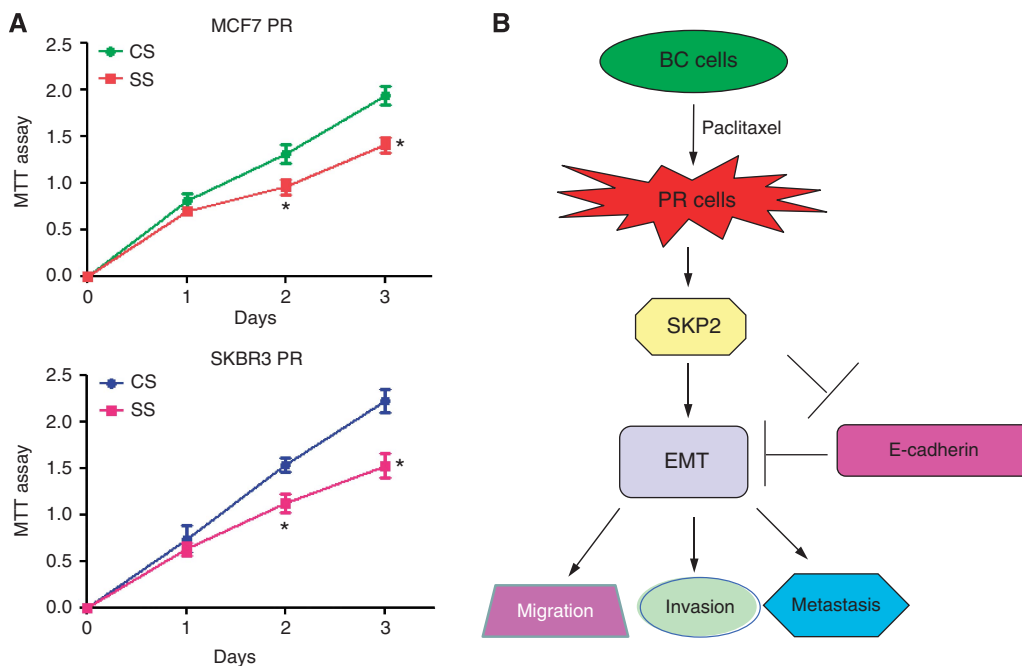 A
MCF7 PR
2.5
2.0
1.5
1.0
0.5
0.0
MTT assay
CS
SS
*
*
0 1 2 3
Days
SKBR3 PR
2.5
2.0
1.5
1.0
0.5
0.0
MTT assay
CS
SS
*
*
0 1 2 3
Days
B
BC cells
Paclitaxel
PR cells
SKP2
EMT
E-cadherin
Migration
Invasion
Metastasis